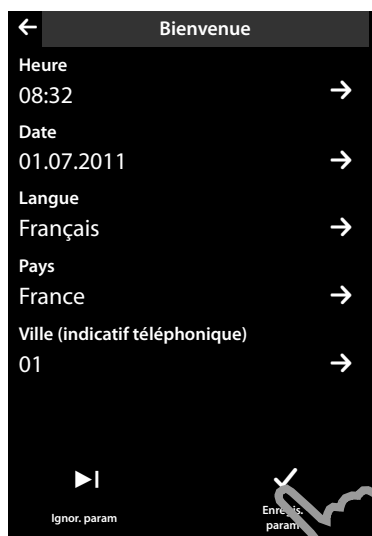 Bienvenue
Heure
08:32
Date
01.07.2011
Langue
Français
Pays
France
Ville (indicatif téléphonique)
01
Ignor. param
Enregis.
param